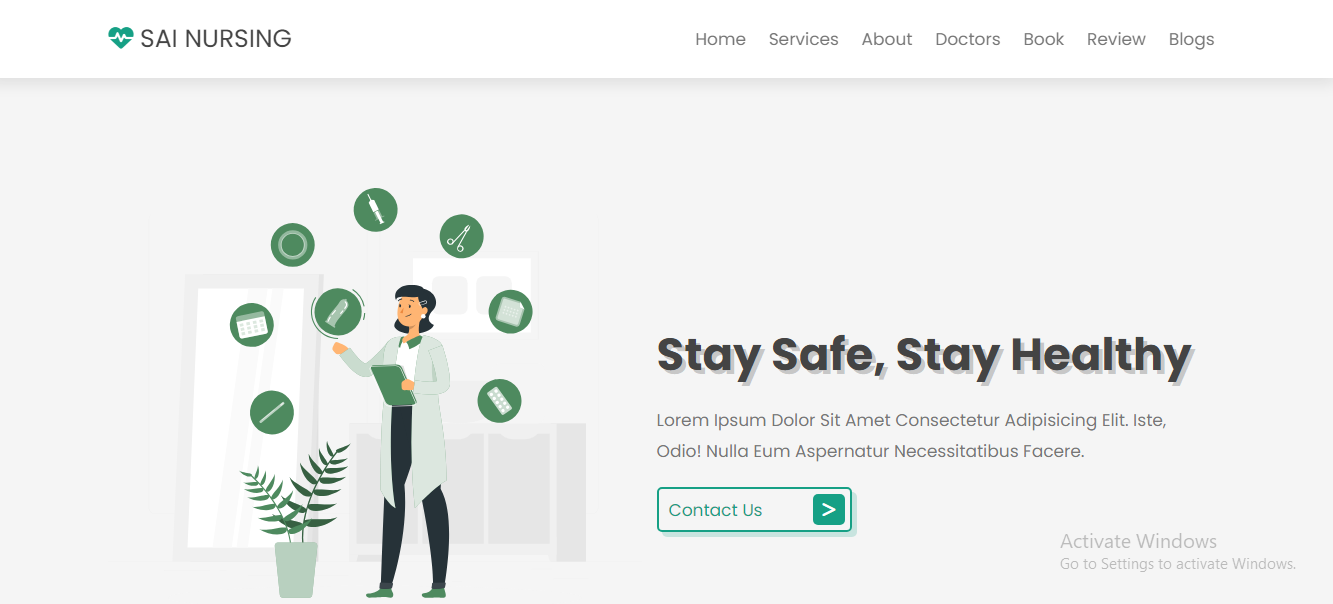 SAI NURSING
Home Services About Doctors Book Review Blogs
Stay Safe, Stay Healthy
Lorem Ipsum Dolor Sit Amet Consectetur Adipisicing Elit. Iste,
Odio! Nulla Eum Aspernatur Necessitatibus Facere.
Contact Us >
Activate Windows
Go to Settings to activate Windows.